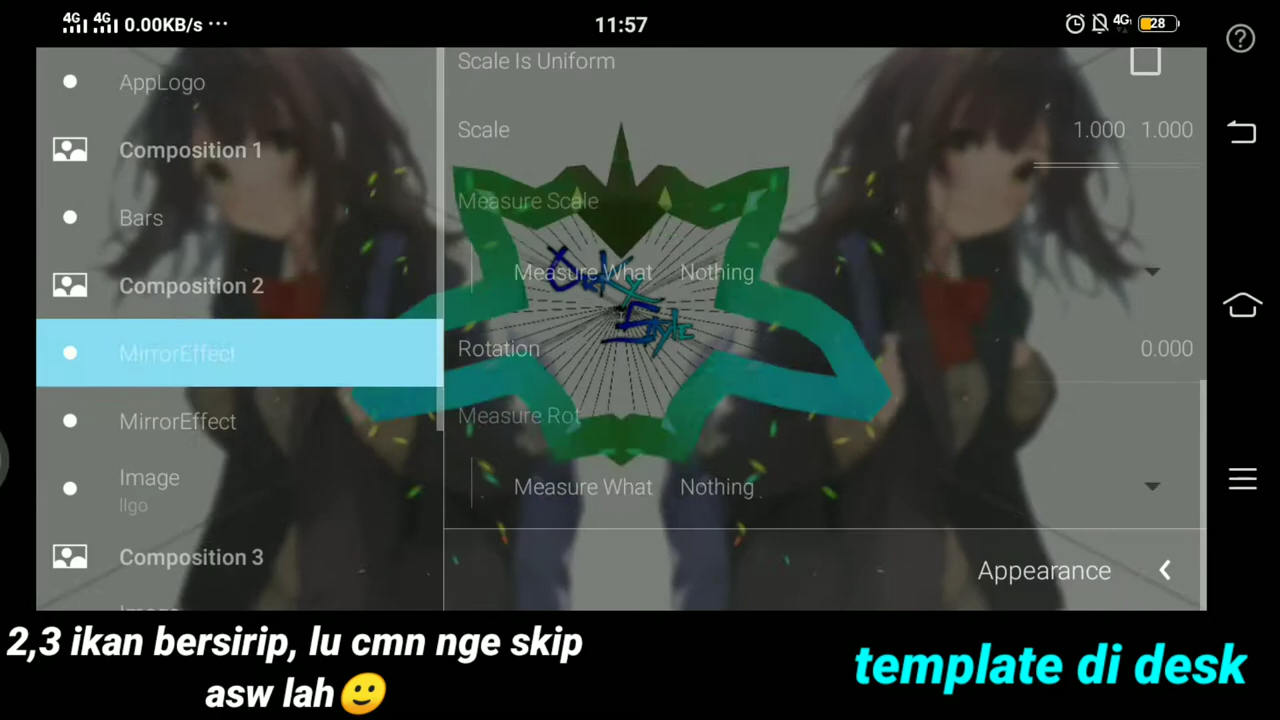 4G 4G 0.00KB/s ··· 11:57 4G 28
AppLogo
Composition 1
Bars
Composition 2
MirrorEffect
MirrorEffect
Image
llgo
Composition 3
Scale Is Uniform
Scale 1.000 1.000
Measure Scale
Measure What Nothing
Rotation 0.000
Measure Rot
Measure What Nothing
Appearance
Style
2,3 ikan bersirip, lu cmn nge skip
asw lah🙂
template di desk